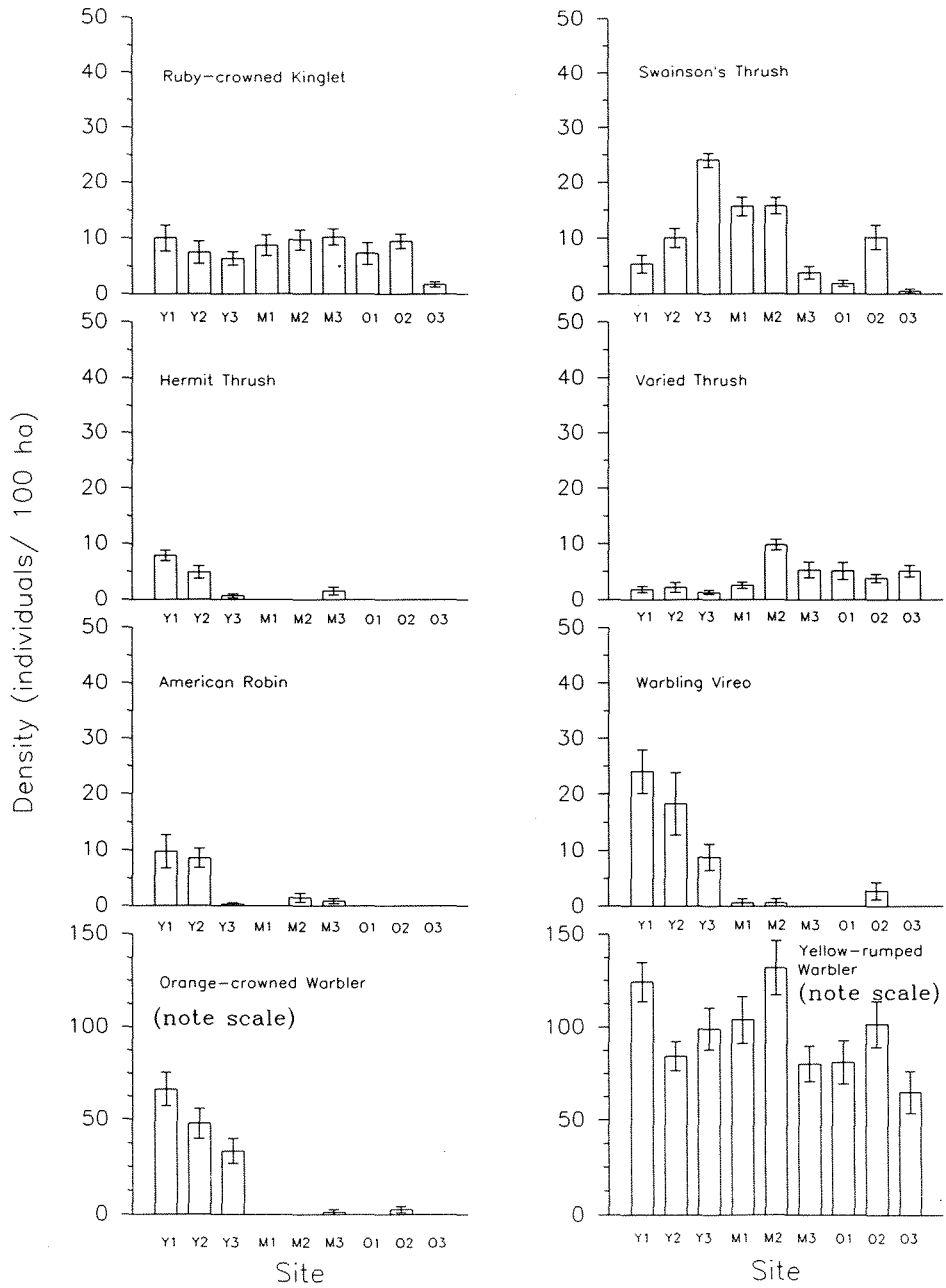 Density (individuals/ 100 ha)
Ruby-crowned Kinglet
50
40
30
20
10
0
Y1 Y2 Y3 M1 M2 M3 O1 O2 O3
Swainson's Thrush
50
40
30
20
10
0
Y1 Y2 Y3 M1 M2 M3 O1 O2 O3
Hermit Thrush
50
40
30
20
10
0
Y1 Y2 Y3 M1 M2 M3 O1 O2 O3
Varied Thrush
50
40
30
20
10
0
Y1 Y2 Y3 M1 M2 M3 O1 O2 O3
American Robin
50
40
30
20
10
0
Y1 Y2 Y3 M1 M2 M3 O1 O2 O3
Warbling Vireo
50
40
30
20
10
0
Y1 Y2 Y3 M1 M2 M3 O1 O2 O3
Orange-crowned Warbler
(note scale)
150
100
50
0
Y1 Y2 Y3 M1 M2 M3 O1 O2 O3
Site
Yellow-rumped
Warbler
(note scale)
150
100
50
0
Y1 Y2 Y3 M1 M2 M3 O1 O2 O3
Site